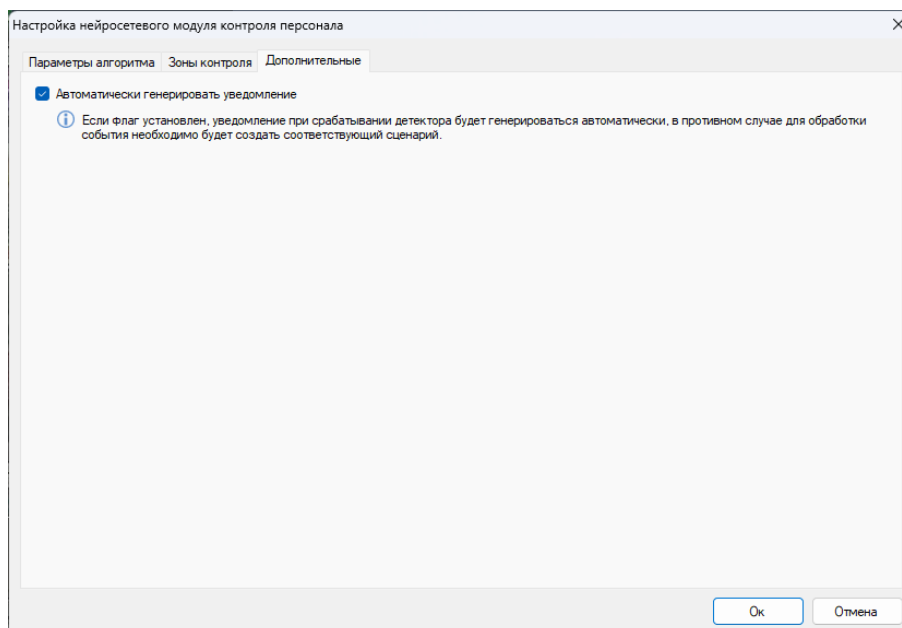 Настройка нейросетевого модуля контроля персонала
Параметры алгоритма Зоны контроля Дополнительные
Автоматически генерировать уведомление
Если флаг установлен, уведомление при срабатывании детектора будет генерироваться автоматически, в противном случае для обработки
события необходимо будет создать соответствующий сценарий.
Ок Отмена